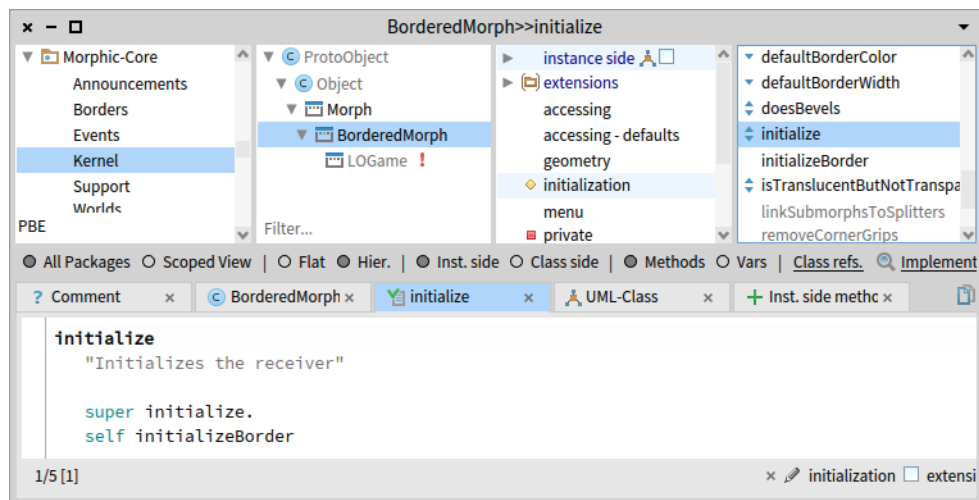 BorderedMorph>>initialize
Morphic-Core
Announcements
Borders
Events
Kernel
Support
Worlds
PBE
ProtoObject
Object
Morph
BorderedMorph
LOGame !
Filter...
instance side
extensions
accessing
accessing - defaults
geometry
initialization
menu
private
defaultBorderColor
defaultBorderWidth
doesBevels
initialize
initializeBorder
isTranslucentButNotTranspa
linkSubmorphsToSplitters
removeCornerGrips
All Packages Scoped View | Flat Hier. | Inst. side Class side | Methods Vars | Class refs. Implement
? Comment × BorderedMorph × initialize × UML-Class × Inst. side methc ×
initialize
"Initializes the receiver"
super initialize.
self initializeBorder
1/5 [1] × initialization extensi